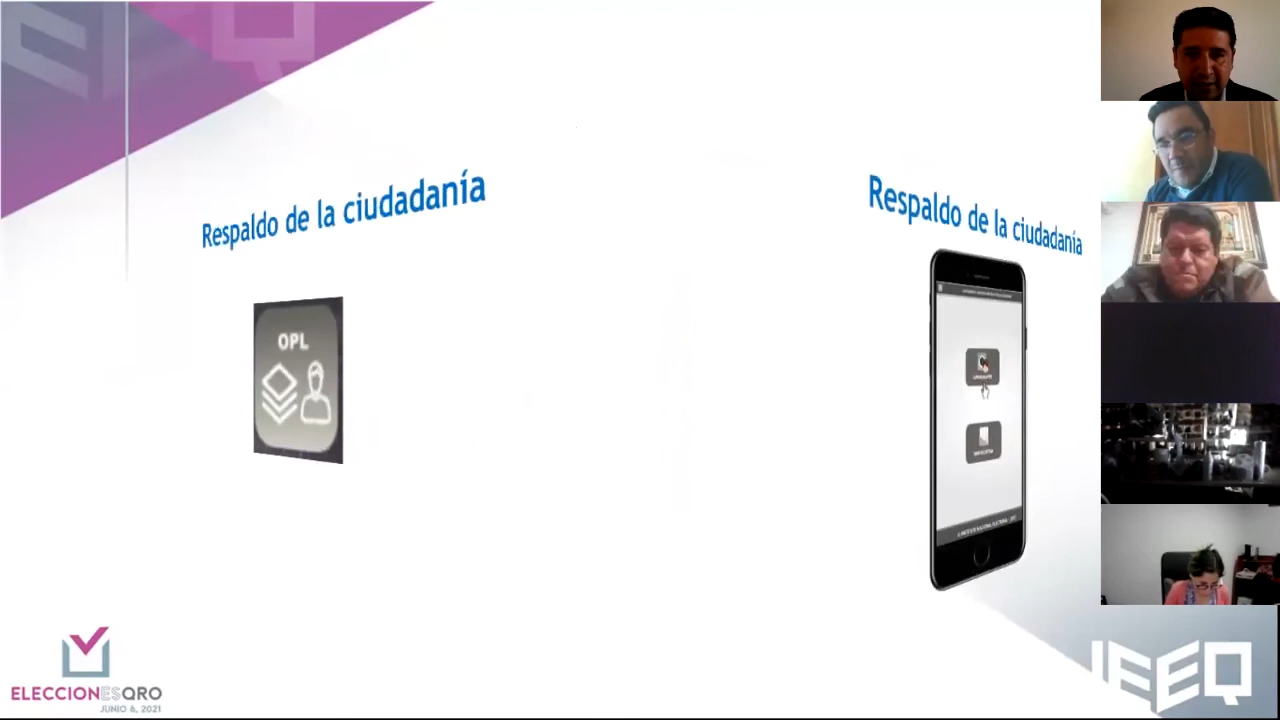 Respaldo de la ciudadanía
Respaldo de la ciudadanía
OPL
ELECCIONESQRO
JUNIO 6, 2021
IEEQ